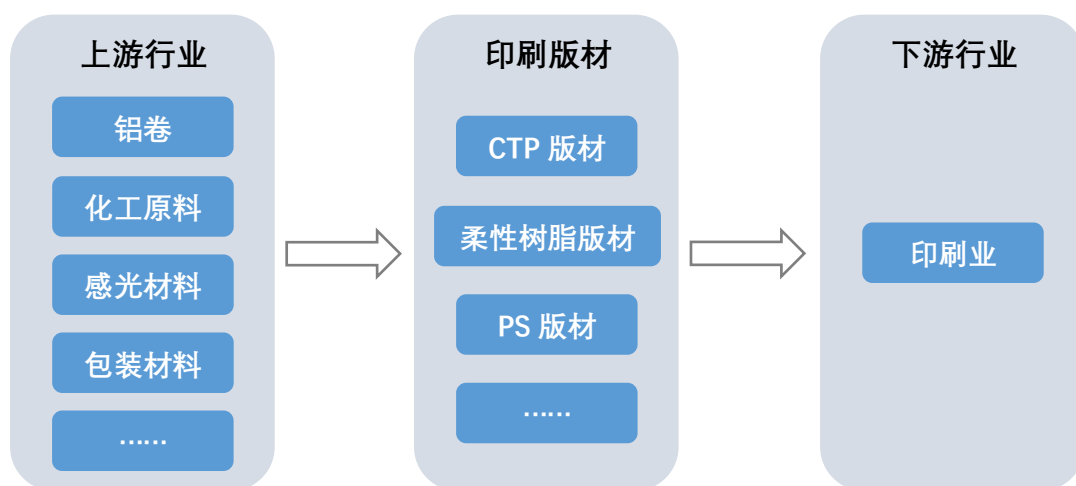 上游行业
铝卷
化工原料
感光材料
包装材料
……
印刷版材
CTP 版材
柔性树脂版材
PS 版材
……
下游行业
印刷业